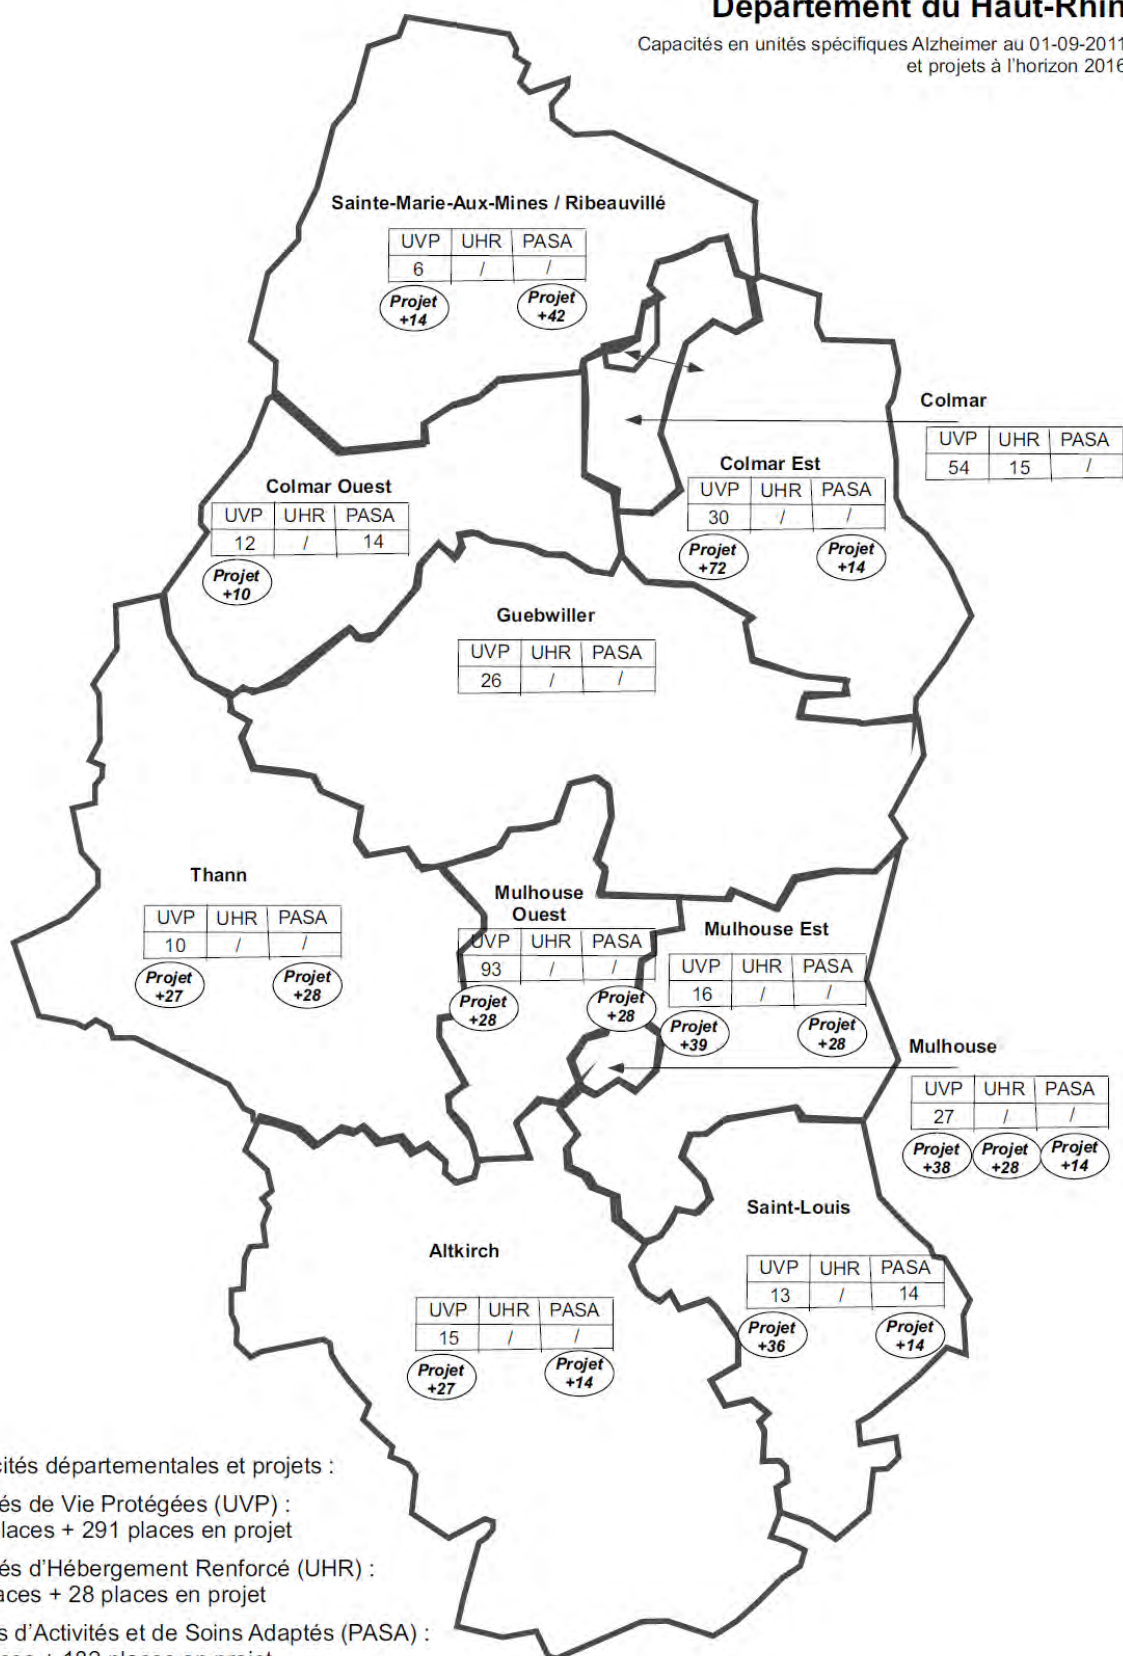 Département du Haut-Rhin
Capacités en unités spécifiques Alzheimer au 01-09-2011
et projets à l'horizon 2016
Sainte-Marie-Aux-Mines / Ribeauvillé
UVP UHR PASA
6 / /
Projet +14 Projet +42
Colmar
UVP UHR PASA
54 15 /
Colmar Est
UVP UHR PASA
30 / /
Projet +72 Projet +14
Colmar Ouest
UVP UHR PASA
12 / 14
Projet +10
Guebwiller
UVP UHR PASA
26 / /
Thann
UVP UHR PASA
10 / /
Projet +27 Projet +28
Mulhouse
Ouest
UVP UHR PASA
93 / /
Projet +28 Projet +28
Mulhouse Est
UVP UHR PASA
16 / /
Projet +39 Projet +28
Mulhouse
UVP UHR PASA
27 / /
Projet +38 Projet +28 Projet +14
Saint-Louis
UVP UHR PASA
13 / 14
Projet +36 Projet +14
Altkirch
UVP UHR PASA
15 / /
Projet +27 Projet +14
cités départementales et projets :
és de Vie Protégées (UVP) :
laces + 291 places en projet
és d'Hébergement Renforcé (UHR) :
aces + 28 places en projet
s d'Activités et de Soins Adaptés (PASA) :